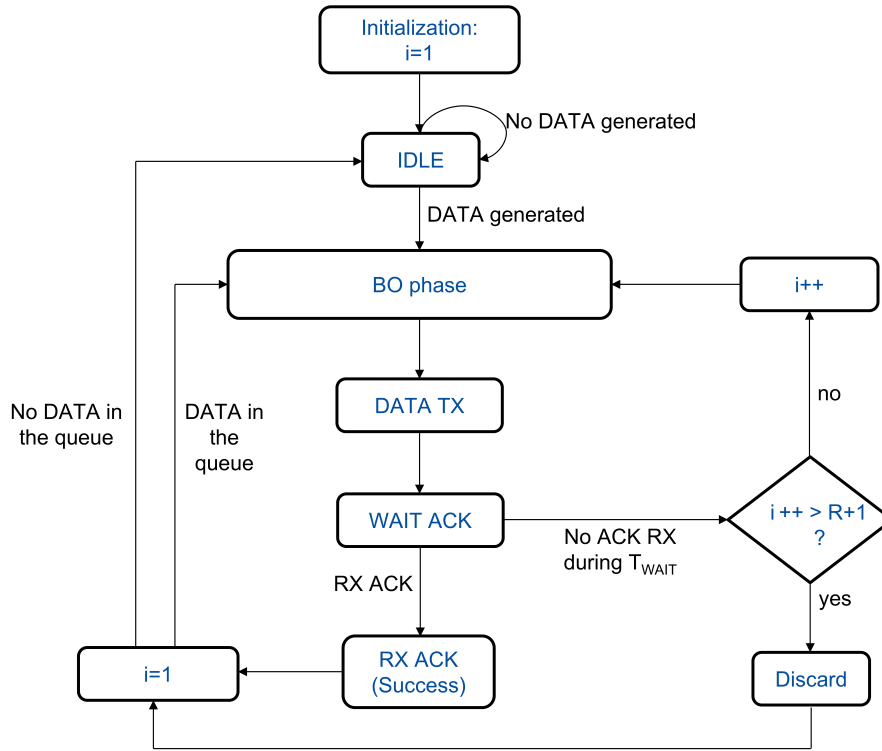 Initialization:
i=1
No DATA generated
IDLE
DATA generated
BO phase
i++
DATA TX
no
No DATA in
the queue
DATA in
the
queue
WAIT ACK
No ACK RX
during T_WAIT
i ++ > R+1
?
RX ACK
yes
RX ACK
(Success)
i=1
Discard